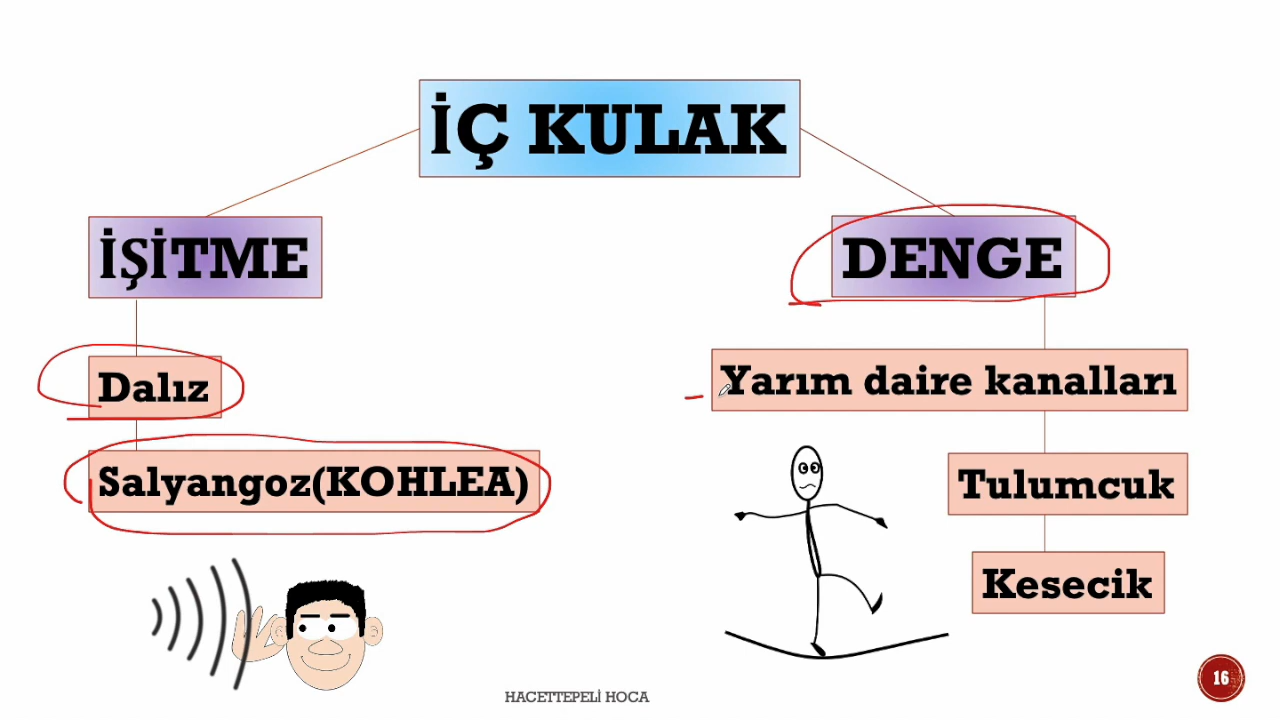 İÇ KULAK
İŞİTME
DENGE
Dalız
Yarım daire kanalları
Salyangoz(KOHLEA)
Tulumcuk
Kesecik
HACETTEPELİ HOCA
16